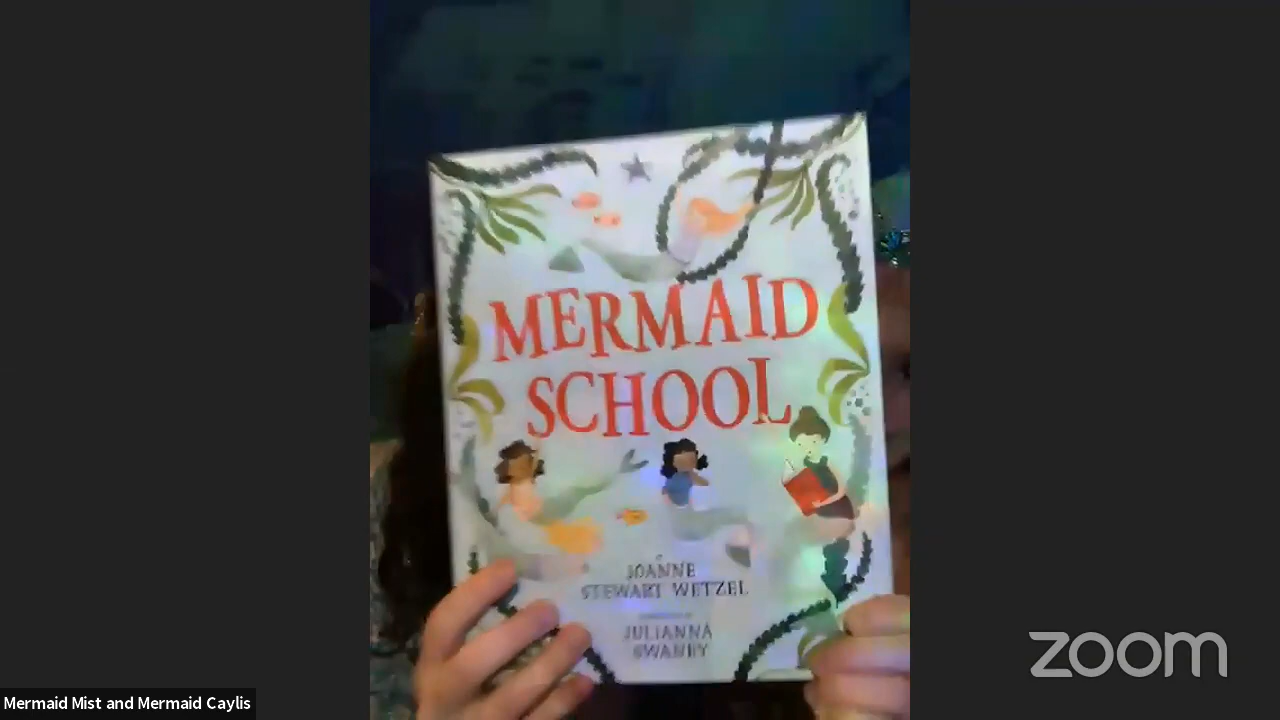 MERMAID
SCHOOL
JOANNE
STEWART WETZEL
JULIANNA
SWANEY
zoom
Mermaid Mist and Mermaid Caylis